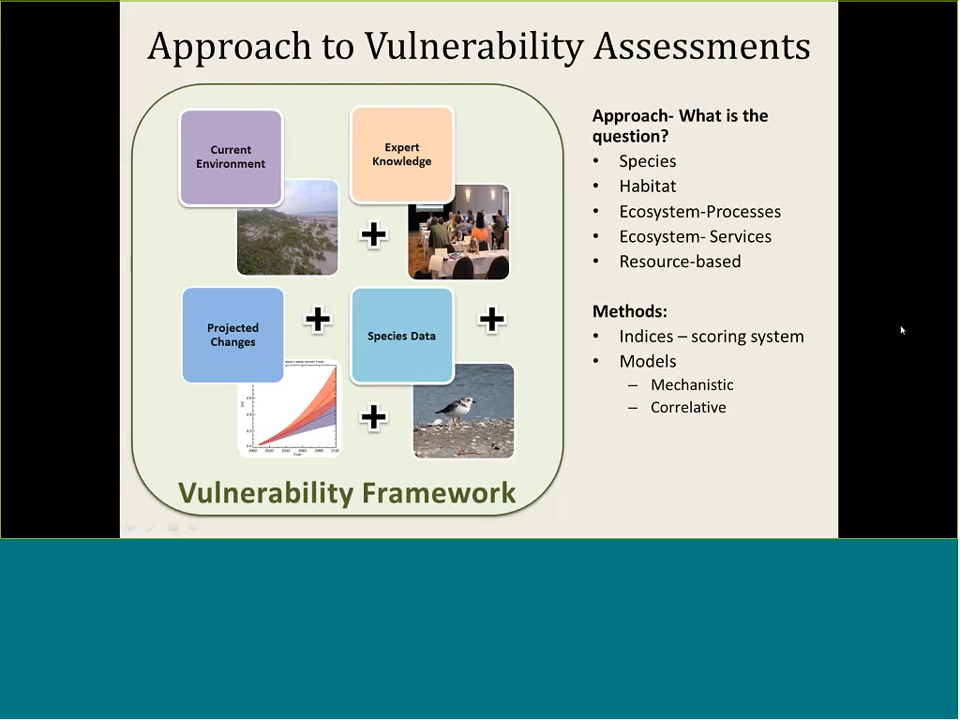 Approach to Vulnerability Assessments
Current
Environment
Expert
Knowledge
Projected
Changes
Species Data
Vulnerability Framework
Approach- What is the
question?
• Species
• Habitat
• Ecosystem-Processes
• Ecosystem- Services
• Resource-based
Methods:
• Indices – scoring system
• Models
– Mechanistic
– Correlative